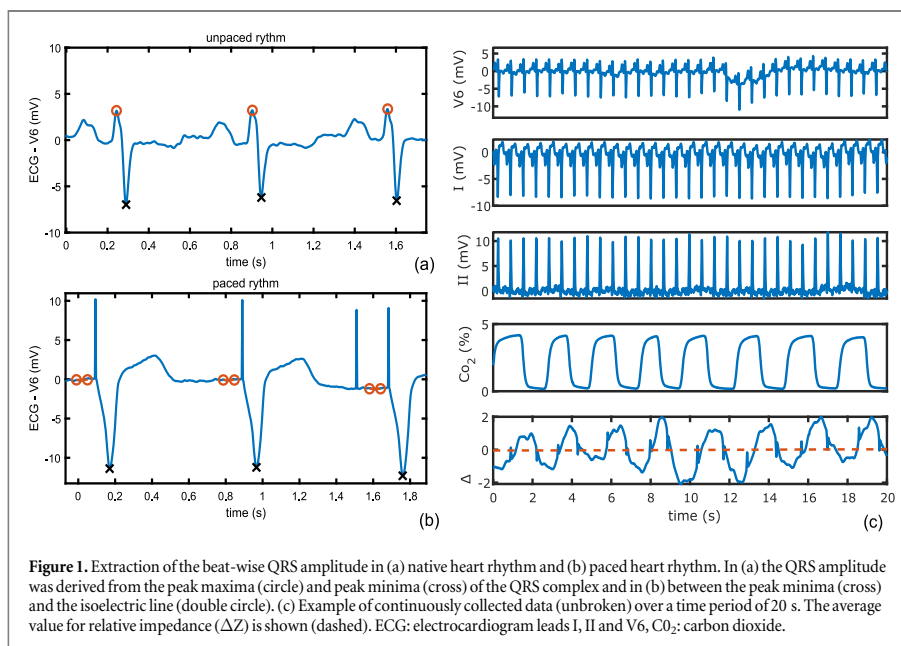 unpaced rythm
10
5
0
-5
-10
ECG - V6 (mV)
0 0.2 0.4 0.6 0.8 1 1.2 1.4 1.6
time (s)
(a)
paced rythm
10
5
0
-5
-10
ECG - V6 (mV)
0 0.2 0.4 0.6 0.8 1 1.2 1.4 1.6 1.8
time (s)
(b)
5
0
-5
-10
V6 (mV)
0
-5
-10
I (mV)
10
5
0
II (mV)
5
0
Co2 (%)
2
0
-2
Δ
0 2 4 6 8 10 12 14 16 18 20
time (s)
(c)
Figure 1. Extraction of the beat-wise QRS amplitude in (a) native heart rhythm and (b) paced heart rhythm. In (a) the QRS amplitude
was derived from the peak maxima (circle) and peak minima (cross) of the QRS complex and in (b) between the peak minima (cross)
and the isoelectric line (double circle). (c) Example of continuously collected data (unbroken) over a time period of 20 s. The average
value for relative impedance (ΔZ) is shown (dashed). ECG: electrocardiogram leads I, II and V6, C0₂: carbon dioxide.